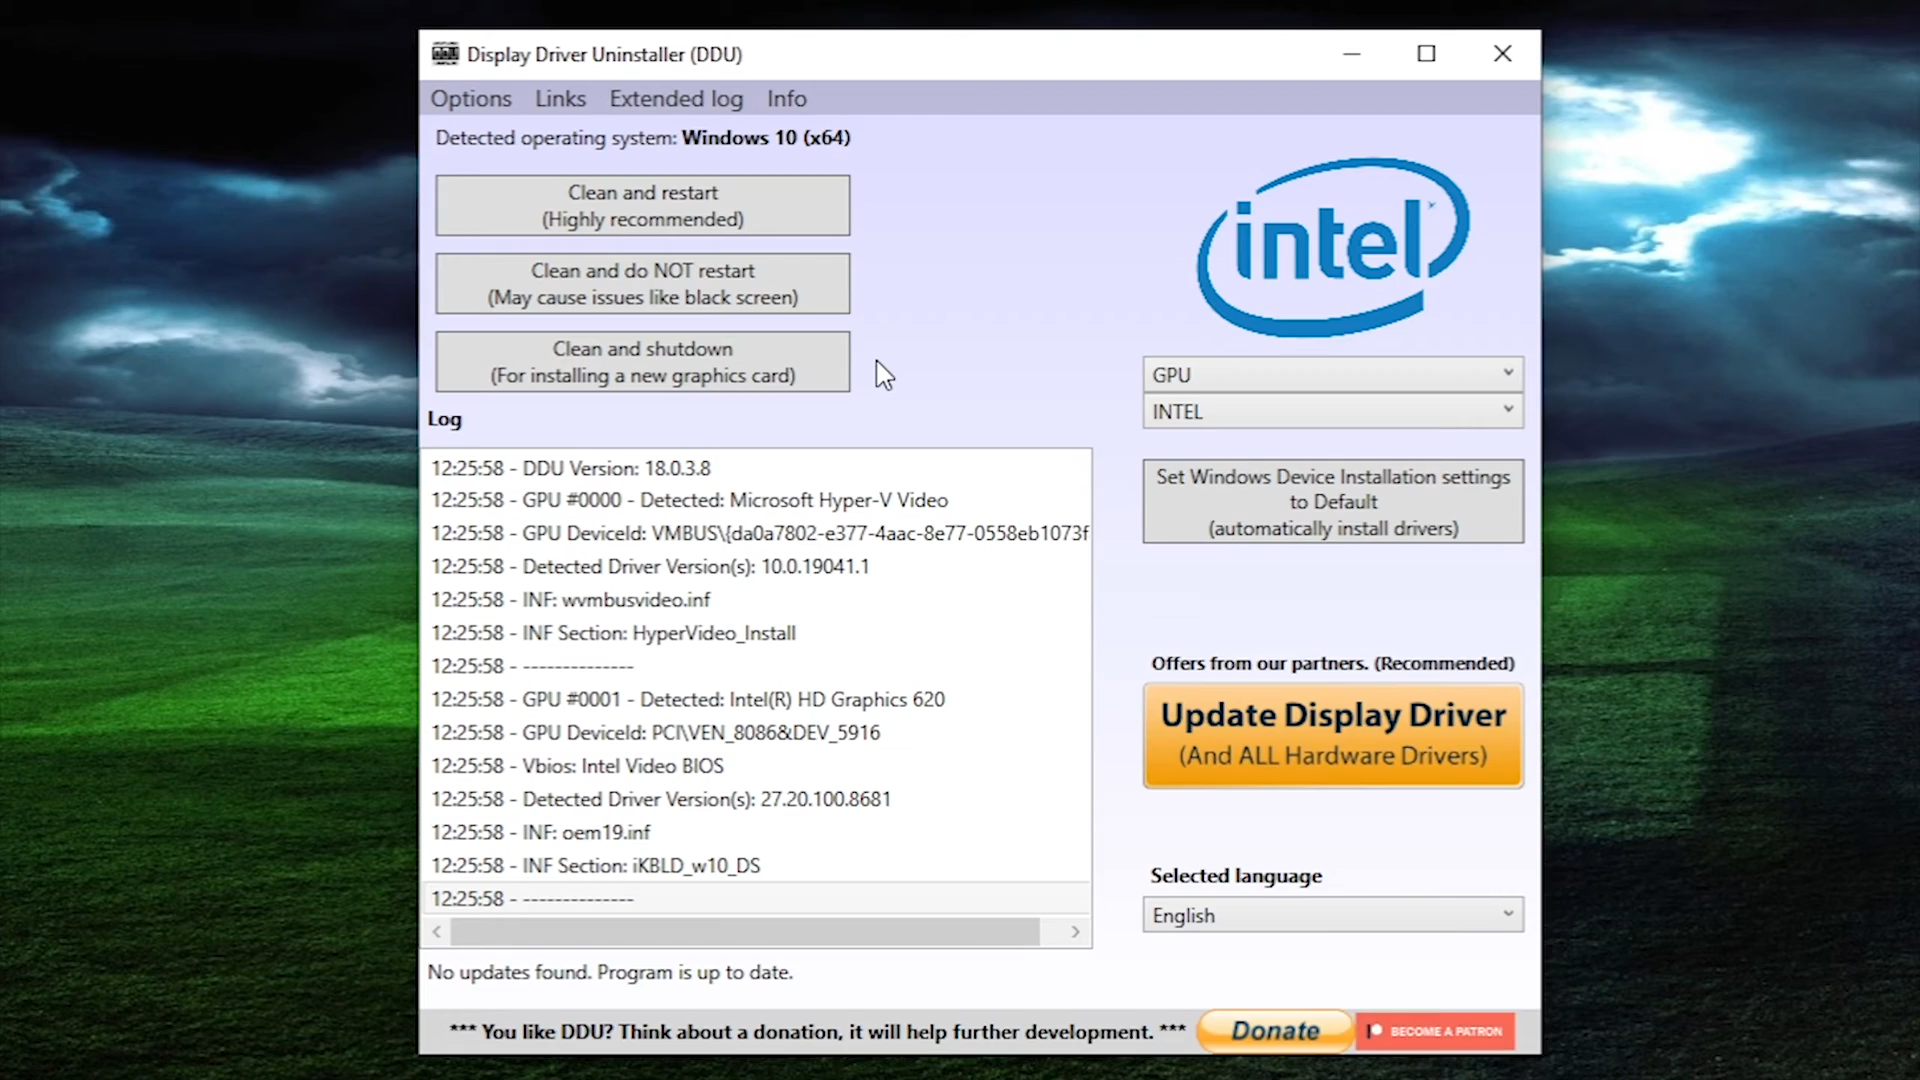 Display Driver Uninstaller (DDU)
Options Links Extended log Info
Detected operating system: Windows 10 (x64)
Clean and restart
(Highly recommended)
Clean and do NOT restart
(May cause issues like black screen)
Clean and shutdown
(For installing a new graphics card)
intel
GPU
INTEL
Set Windows Device Installation settings
to Default
(automatically install drivers)
Log
12:25:58 - DDU Version: 18.0.3.8
12:25:58 - GPU #0000 - Detected: Microsoft Hyper-V Video
12:25:58 - GPU DeviceId: VMBUS\{da0a7802-e377-4aac-8e77-0558eb1073f
12:25:58 - Detected Driver Version(s): 10.0.19041.1
12:25:58 - INF: wvmbusvideo.inf
12:25:58 - INF Section: HyperVideo_Install
12:25:58 - --------------
12:25:58 - GPU #0001 - Detected: Intel(R) HD Graphics 620
12:25:58 - GPU DeviceId: PCI\VEN_8086&DEV_5916
12:25:58 - Vbios: Intel Video BIOS
12:25:58 - Detected Driver Version(s): 27.20.100.8681
12:25:58 - INF: oem19.inf
12:25:58 - INF Section: iKBLD_w10_DS
12:25:58 - --------------
Offers from our partners. (Recommended)
Update Display Driver
(And ALL Hardware Drivers)
Selected language
English
No updates found. Program is up to date.
*** You like DDU? Think about a donation, it will help further development. ***
Donate
BECOME A PATRON